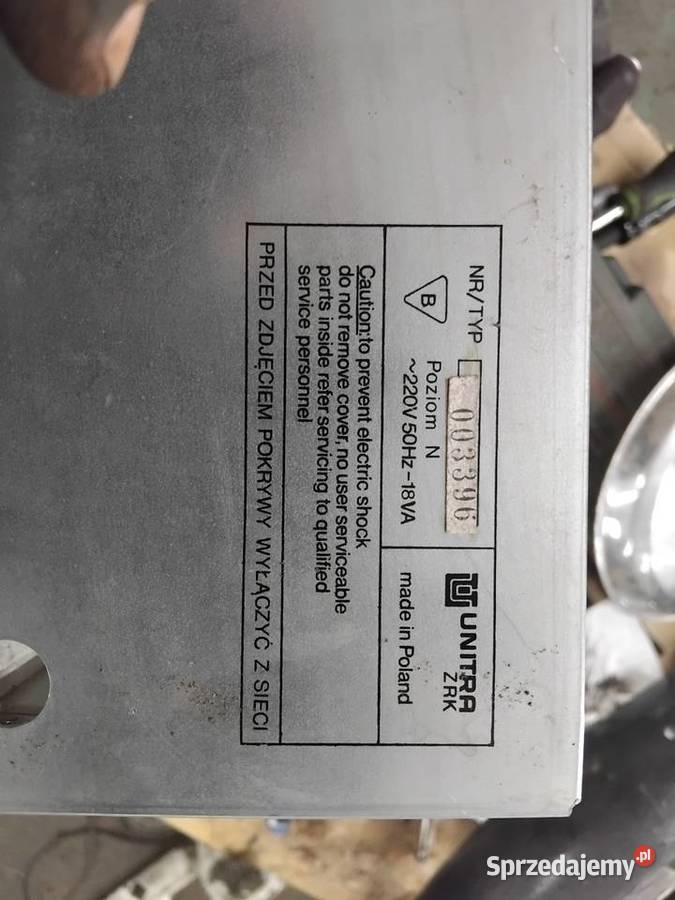 NR/TYP 003396
B
Poziom N
~220V 50Hz-18VA
UNITRA
ZRK
made in Poland
Caution:to prevent electric shock
do not remove cover, no user serviceable
parts inside refer servicing to qualified
service personnel
PRZED ZDJĘCIEM POKRYWY WYŁĄCZYĆ Z SIECI
Sprzedajemy.pl